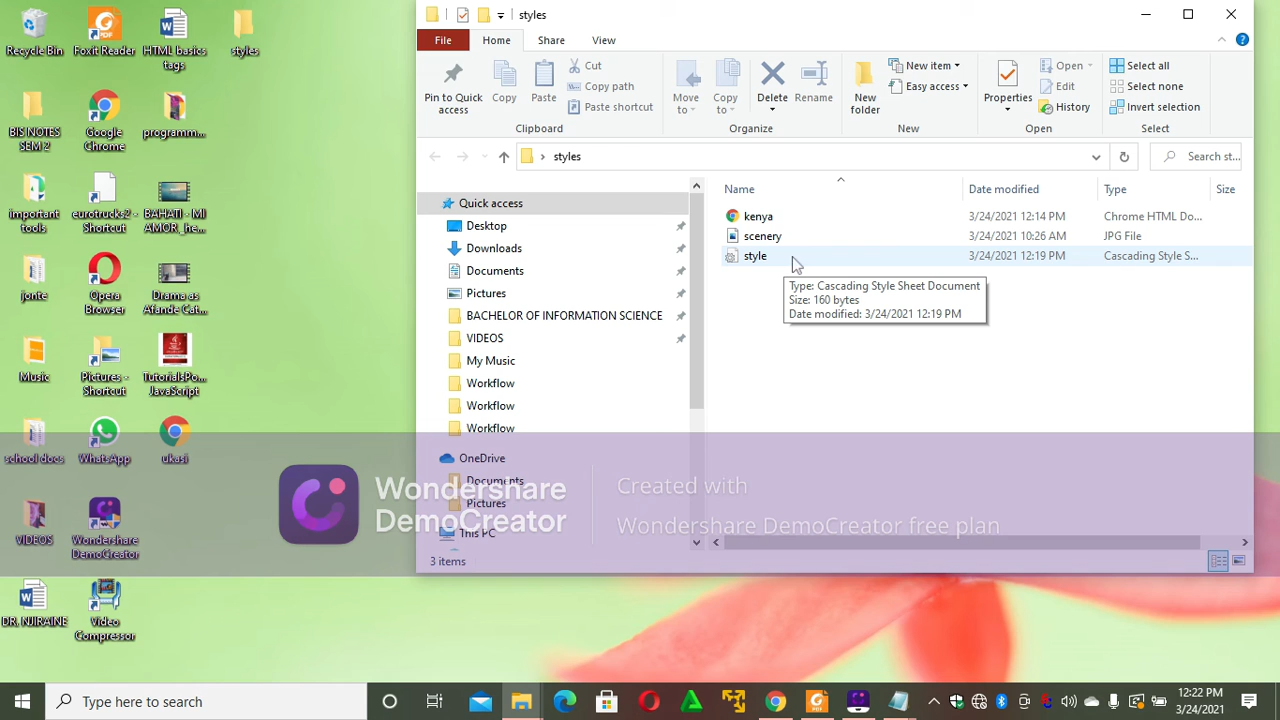 styles
File
Home
Share
View
Pin to Quick
access
Copy
Paste
Cut
Copy path
Paste shortcut
Clipboard
Move
to
Copy
to
Delete
Rename
Organize
New
folder
New item
Easy access
New
Properties
Open
Edit
History
Open
Select all
Select none
Invert selection
Select
styles
Search st...
Quick access
Desktop
Downloads
Documents
Pictures
BACHELOR OF INFORMATION SCIENCE
VIDEOS
My Music
Workflow
Workflow
Workflow
OneDrive
Documents
Pictures
This PC
Name
Date modified
Type
Size
kenya
3/24/2021 12:14 PM
Chrome HTML Do...
scenery
3/24/2021 10:26 AM
JPG File
style
3/24/2021 12:19 PM
Cascading Style S...
Type: Cascading Style Sheet Document
Size: 160 bytes
Date modified: 3/24/2021 12:19 PM
3 items
Recycle Bin
Foxit Reader
HTML basics
tags
styles
BIS NOTES
SEM 2
Google
Chrome
programm...
important
tools
eurotrucks2 -
Shortcut
BAHATI - MI
AMOR_he...
jonte
Opera
Browser
Drama as
Afande Cat...
Music
Pictures -
Shortcut
TutorialsPo...
JavaScript
school docs
WhatsApp
ukasi
VIDEOS
Wondershare
DemoCreator
DR, NJIRAINE
Video
Compressor
Wondershare
DemoCreator
Created with
Wondershare DemoCreator free plan
Type here to search
12:22 PM
3/24/2021